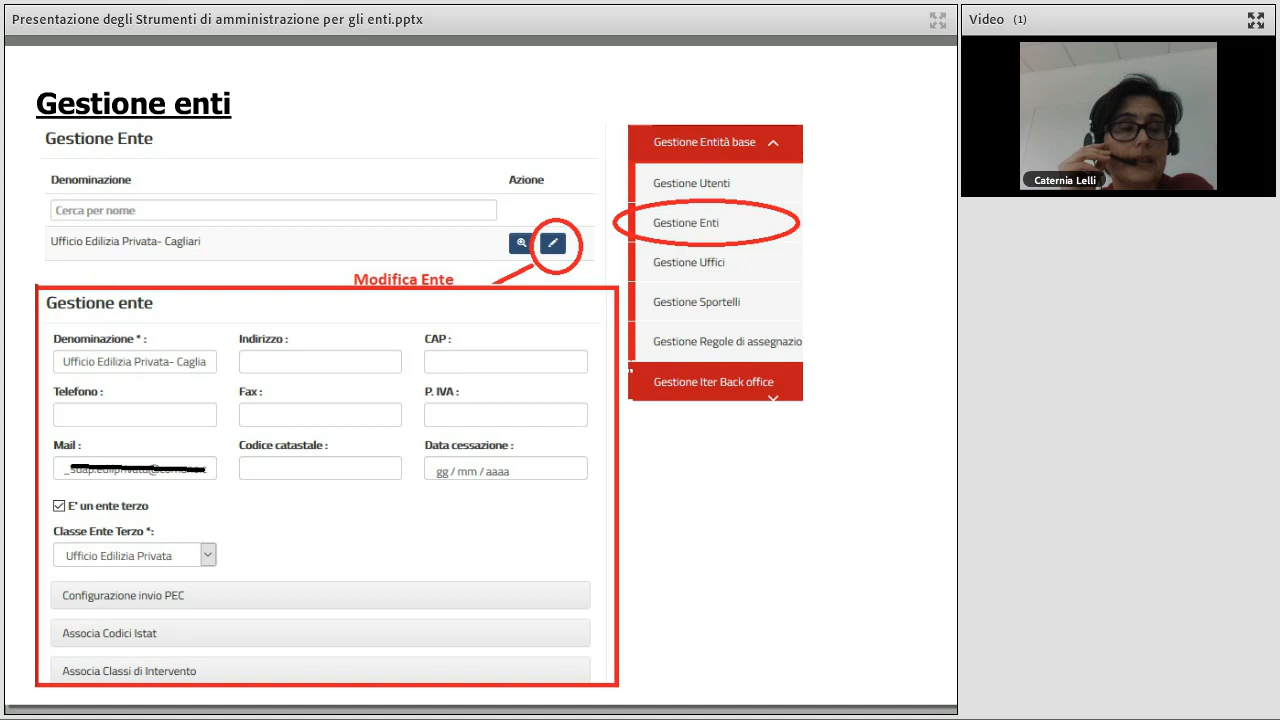 Presentazione degli Strumenti di amministrazione per gli enti.pptx
Video (1)
Caternia Lelli
Gestione enti
Gestione Ente
Denominazione Azione
Cerca per nome
Ufficio Edilizia Privata- Cagliari
Modifica Ente
Gestione ente
Denominazione * : Indirizzo : CAP :
Ufficio Edilizia Privata- Caglia
Telefono : Fax : P. IVA :
Mail : Codice catastale : Data cessazione :
gg / mm / aaaa
E' un ente terzo
Classe Ente Terzo *:
Ufficio Edilizia Privata
Configurazione invio PEC
Associa Codici Istat
Associa Classi di Intervento
Gestione Entità base
Gestione Utenti
Gestione Enti
Gestione Uffici
Gestione Sportelli
Gestione Regole di assegnazio
Gestione Iter Back office